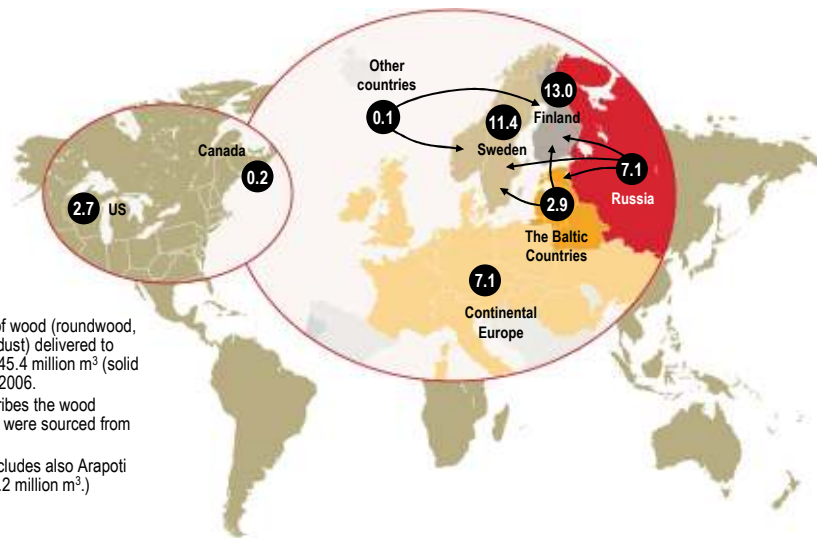 Other
countries
0.1
13.0
Finland
11.4
Sweden
Canada
0.2
2.7
US
7.1
Russia
2.9
The Baltic
Countries
7.1
Continental
Europe
of wood (roundwood,
dust) delivered to
45.4 million m³ (solid
2006.
ribes the wood
were sourced from
cludes also Arapoti
.2 million m³.)